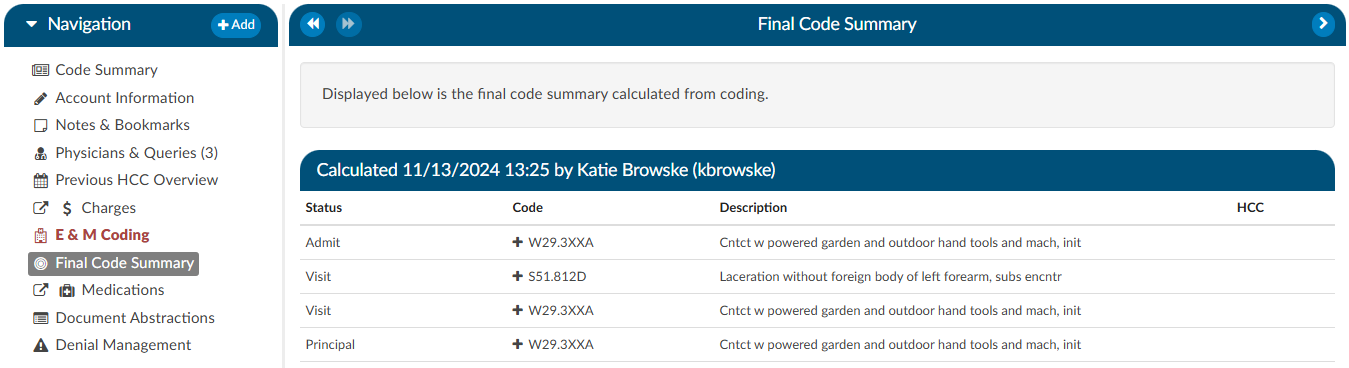 Navigation
Add
Code Summary
Account Information
Notes & Bookmarks
Physicians & Queries (3)
Previous HCC Overview
$ Charges
E & M Coding
Final Code Summary
Medications
Document Abstractions
Denial Management
Final Code Summary
Displayed below is the final code summary calculated from coding.
Calculated 11/13/2024 13:25 by Katie Browske (kbrowske)
Status Code Description HCC
Admit + W29.3XXA Cntct w powered garden and outdoor hand tools and mach, init
Visit + S51.812D Laceration without foreign body of left forearm, subs encntr
Visit + W29.3XXA Cntct w powered garden and outdoor hand tools and mach, init
Principal + W29.3XXA Cntct w powered garden and outdoor hand tools and mach, init